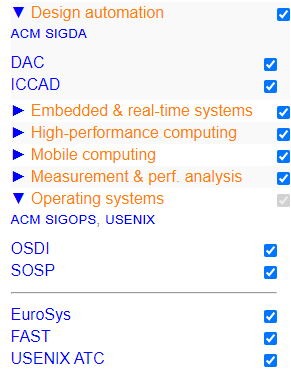 ▼ Design automation
ACM SIGDA
DAC
ICCAD
► Embedded & real-time systems
► High-performance computing
► Mobile computing
► Measurement & perf. analysis
▼ Operating systems
ACM SIGOPS, USENIX
OSDI
SOSP
EuroSys
FAST
USENIX ATC